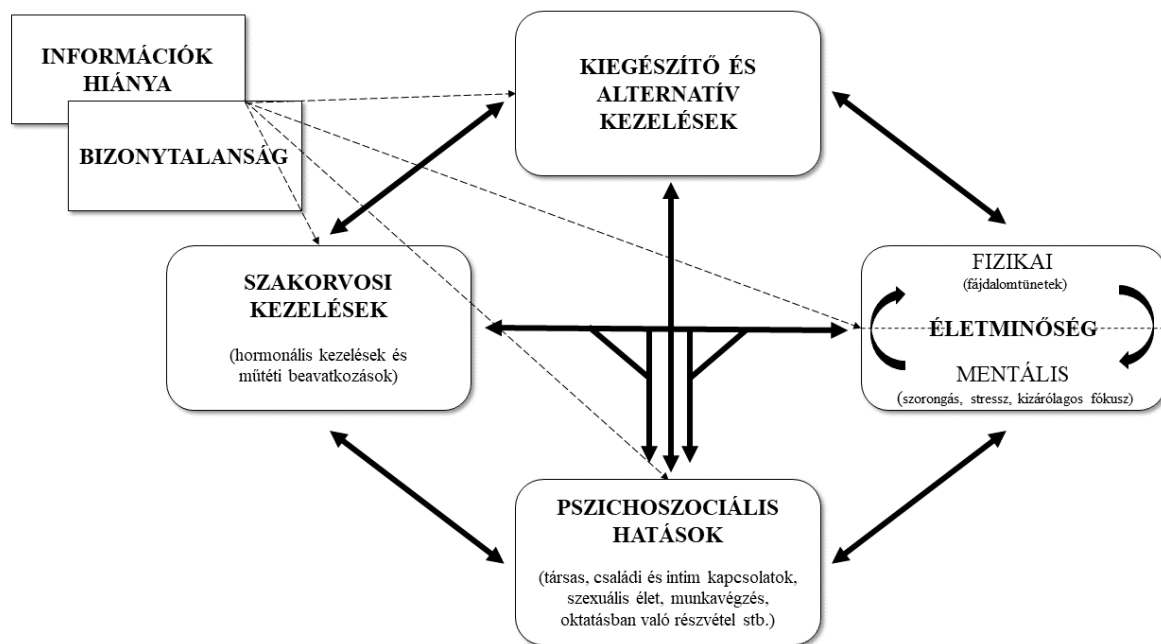 INFORMÁCIÓK
HIÁNYA
BIZONYTALANSÁG
KIEGÉSZÍTŐ ÉS
ALTERNATÍV
KEZELÉSEK
SZAKORVOSI
KEZELÉSEK
(hormonális kezelések és
műtéti beavatkozások)
FIZIKAI
(fájdalomtünetek)
ÉLETMINŐSÉG
MENTÁLIS
(szorongás, stressz, kizárólagos fókusz)
PSZICHOSZOCIÁLIS
HATÁSOK
(társas, családi és intim kapcsolatok,
szexuális élet, munkavégzés,
oktatásban való részvétel stb.)